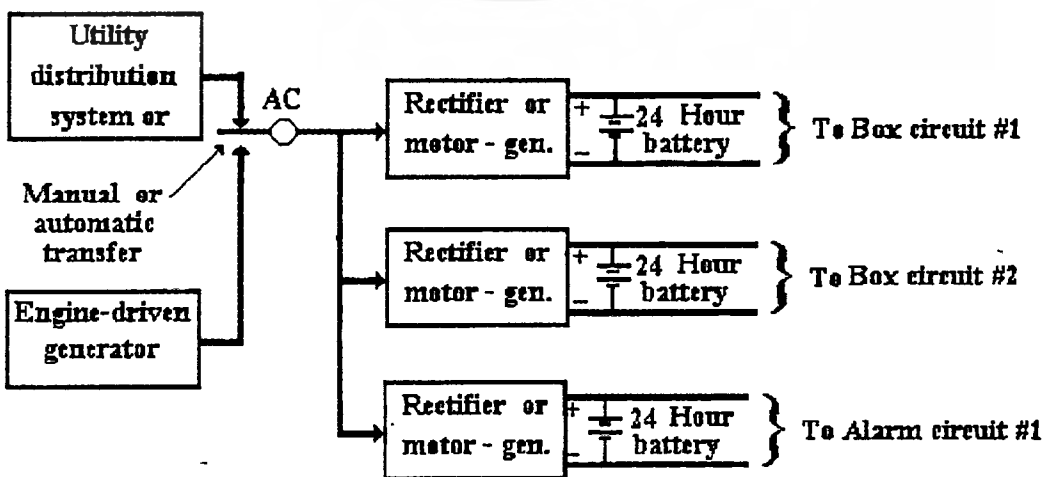 Utility
distribution
system or
AC
Manual or
automatic
transfer
Engine-driven
generator
Rectifier or
motor - gen.
+
−
24 Hour
battery
To Box circuit #1
Rectifier or
motor - gen.
+
−
24 Hour
battery
To Box circuit #2
Rectifier or
motor - gen.
+
−
24 Hour
battery
To Alarm circuit #1